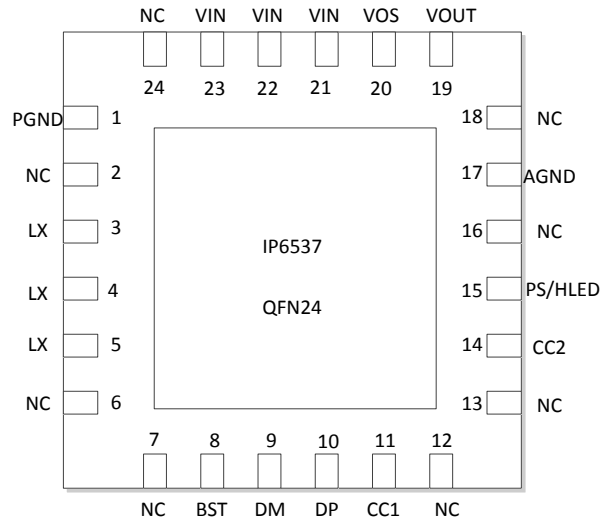 NC VIN VIN VIN VOS VOUT
24 23 22 21 20 19
PGND 1 18 NC
NC 2 17 AGND
LX 3 16 NC
IP6537
LX 4 15 PS/HLED
QFN24
LX 5 14 CC2
NC 6 13 NC
7 8 9 10 11 12
NC BST DM DP CC1 NC